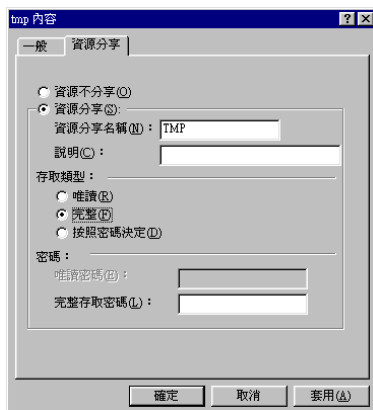 tmp 內容
一般 資源分享
資源不分享(O)
資源分享(S):
資源分享名稱(N)： TMP
說明(C)：
存取類型：
唯讀(R)
完整(F)
按照密碼決定(D)
密碼：
唯讀密碼(E)：
完整存取密碼(L)：
確定 取消 套用(A)